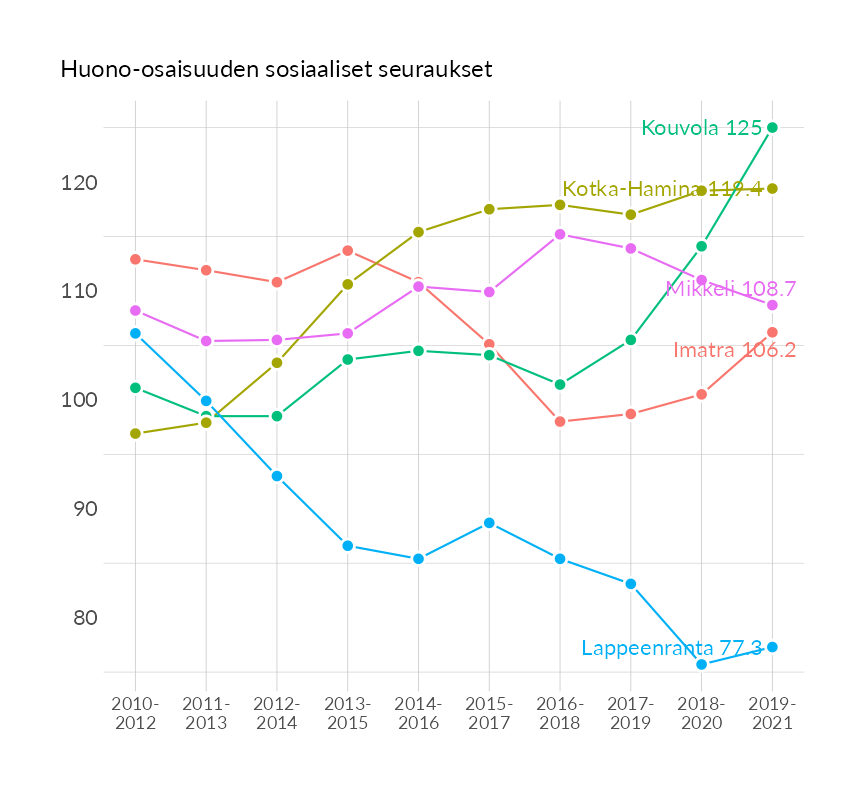 Huono-osaisuuden sosiaaliset seuraukset
Kouvola 125
120
Kotka-Hamina 119.4
110
Mikkeli 108.7
Imatra 106.2
100
90
80
Lappeenranta 77.3
2010- 2011- 2012- 2013- 2014- 2015- 2016- 2017- 2018- 2019-
2012 2013 2014 2015 2016 2017 2018 2019 2020 2021